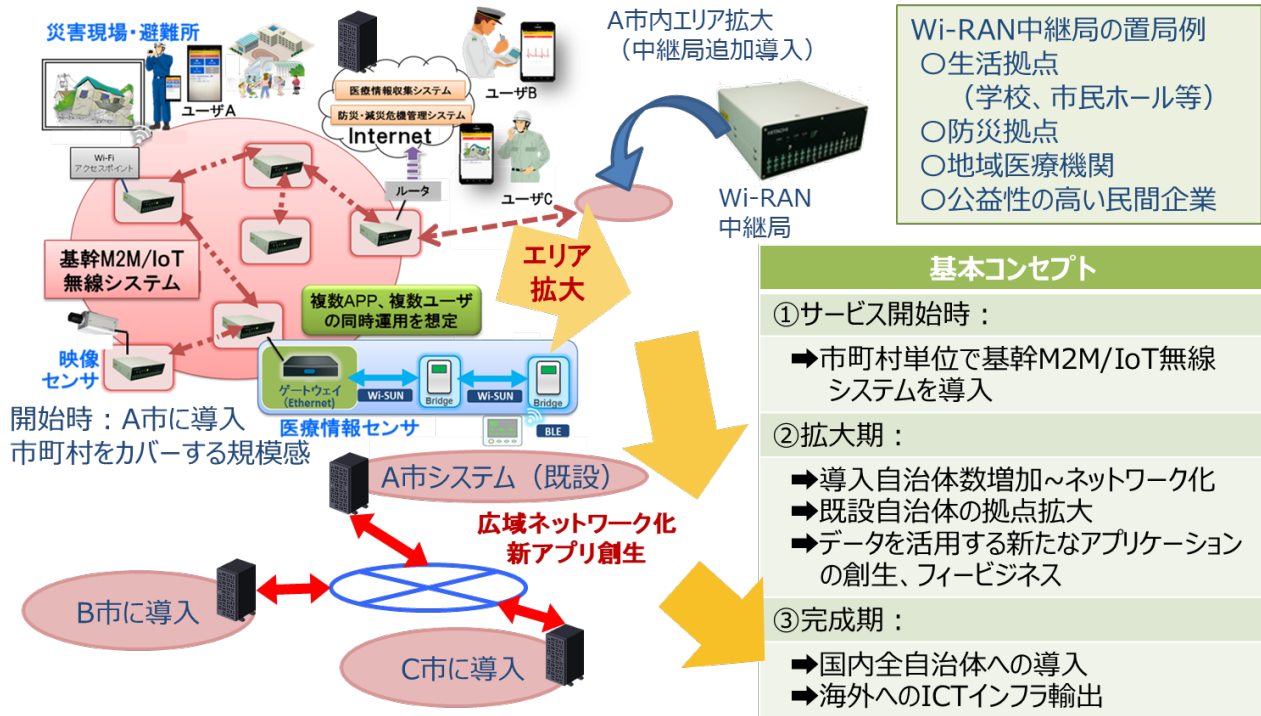 災害現場・避難所
ユーザA
Wi-Fi
アクセスポイント
医療情報収集システム
防災・減災危機管理システム
Internet
ユーザB
ユーザC
ルータ
基幹M2M/IoT
無線システム
複数APP、複数ユーザ
の同時運用を想定
映像
センサ
ゲートウェイ
(Ethernet)
Wi-SUN
Bridge
Wi-SUN
Bridge
医療情報センサ
BLE
開始時：A市に導入
市町村をカバーする規模感
A市内エリア拡大
（中継局追加導入）
HITACHI
Wi-RAN
中継局
エリア
拡大
Wi-RAN中継局の置局例
〇生活拠点
（学校、市民ホール等）
〇防災拠点
〇地域医療機関
〇公益性の高い民間企業
A市システム（既設）
広域ネットワーク化
新アプリ創生
B市に導入
C市に導入
基本コンセプト
①サービス開始時：
➡市町村単位で基幹M2M/IoT無線
システムを導入
②拡大期：
➡導入自治体数増加~ネットワーク化
➡既設自治体の拠点拡大
➡データを活用する新たなアプリケーション
の創生、フィービジネス
③完成期：
➡国内全自治体への導入
➡海外へのICTインフラ輸出